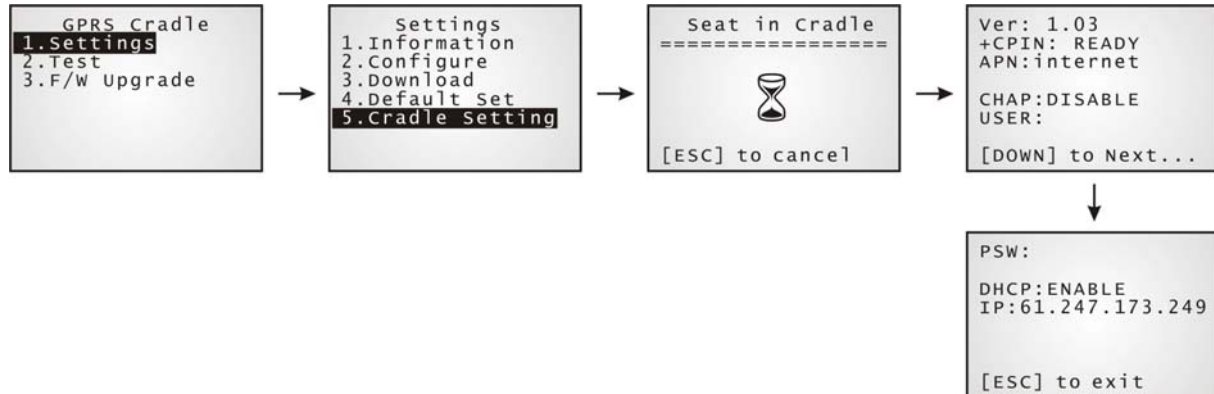 GPRS Cradle
1.Settings
2.Test
3.F/W Upgrade
Settings
1.Information
2.Configure
3.Download
4.Default Set
5.Cradle Setting
Seat in Cradle
=================
[ESC] to cancel
Ver: 1.03
+CPIN: READY
APN:internet
CHAP:DISABLE
USER:
[DOWN] to Next...
PSW:
DHCP:ENABLE
IP:61.247.173.249
[ESC] to exit